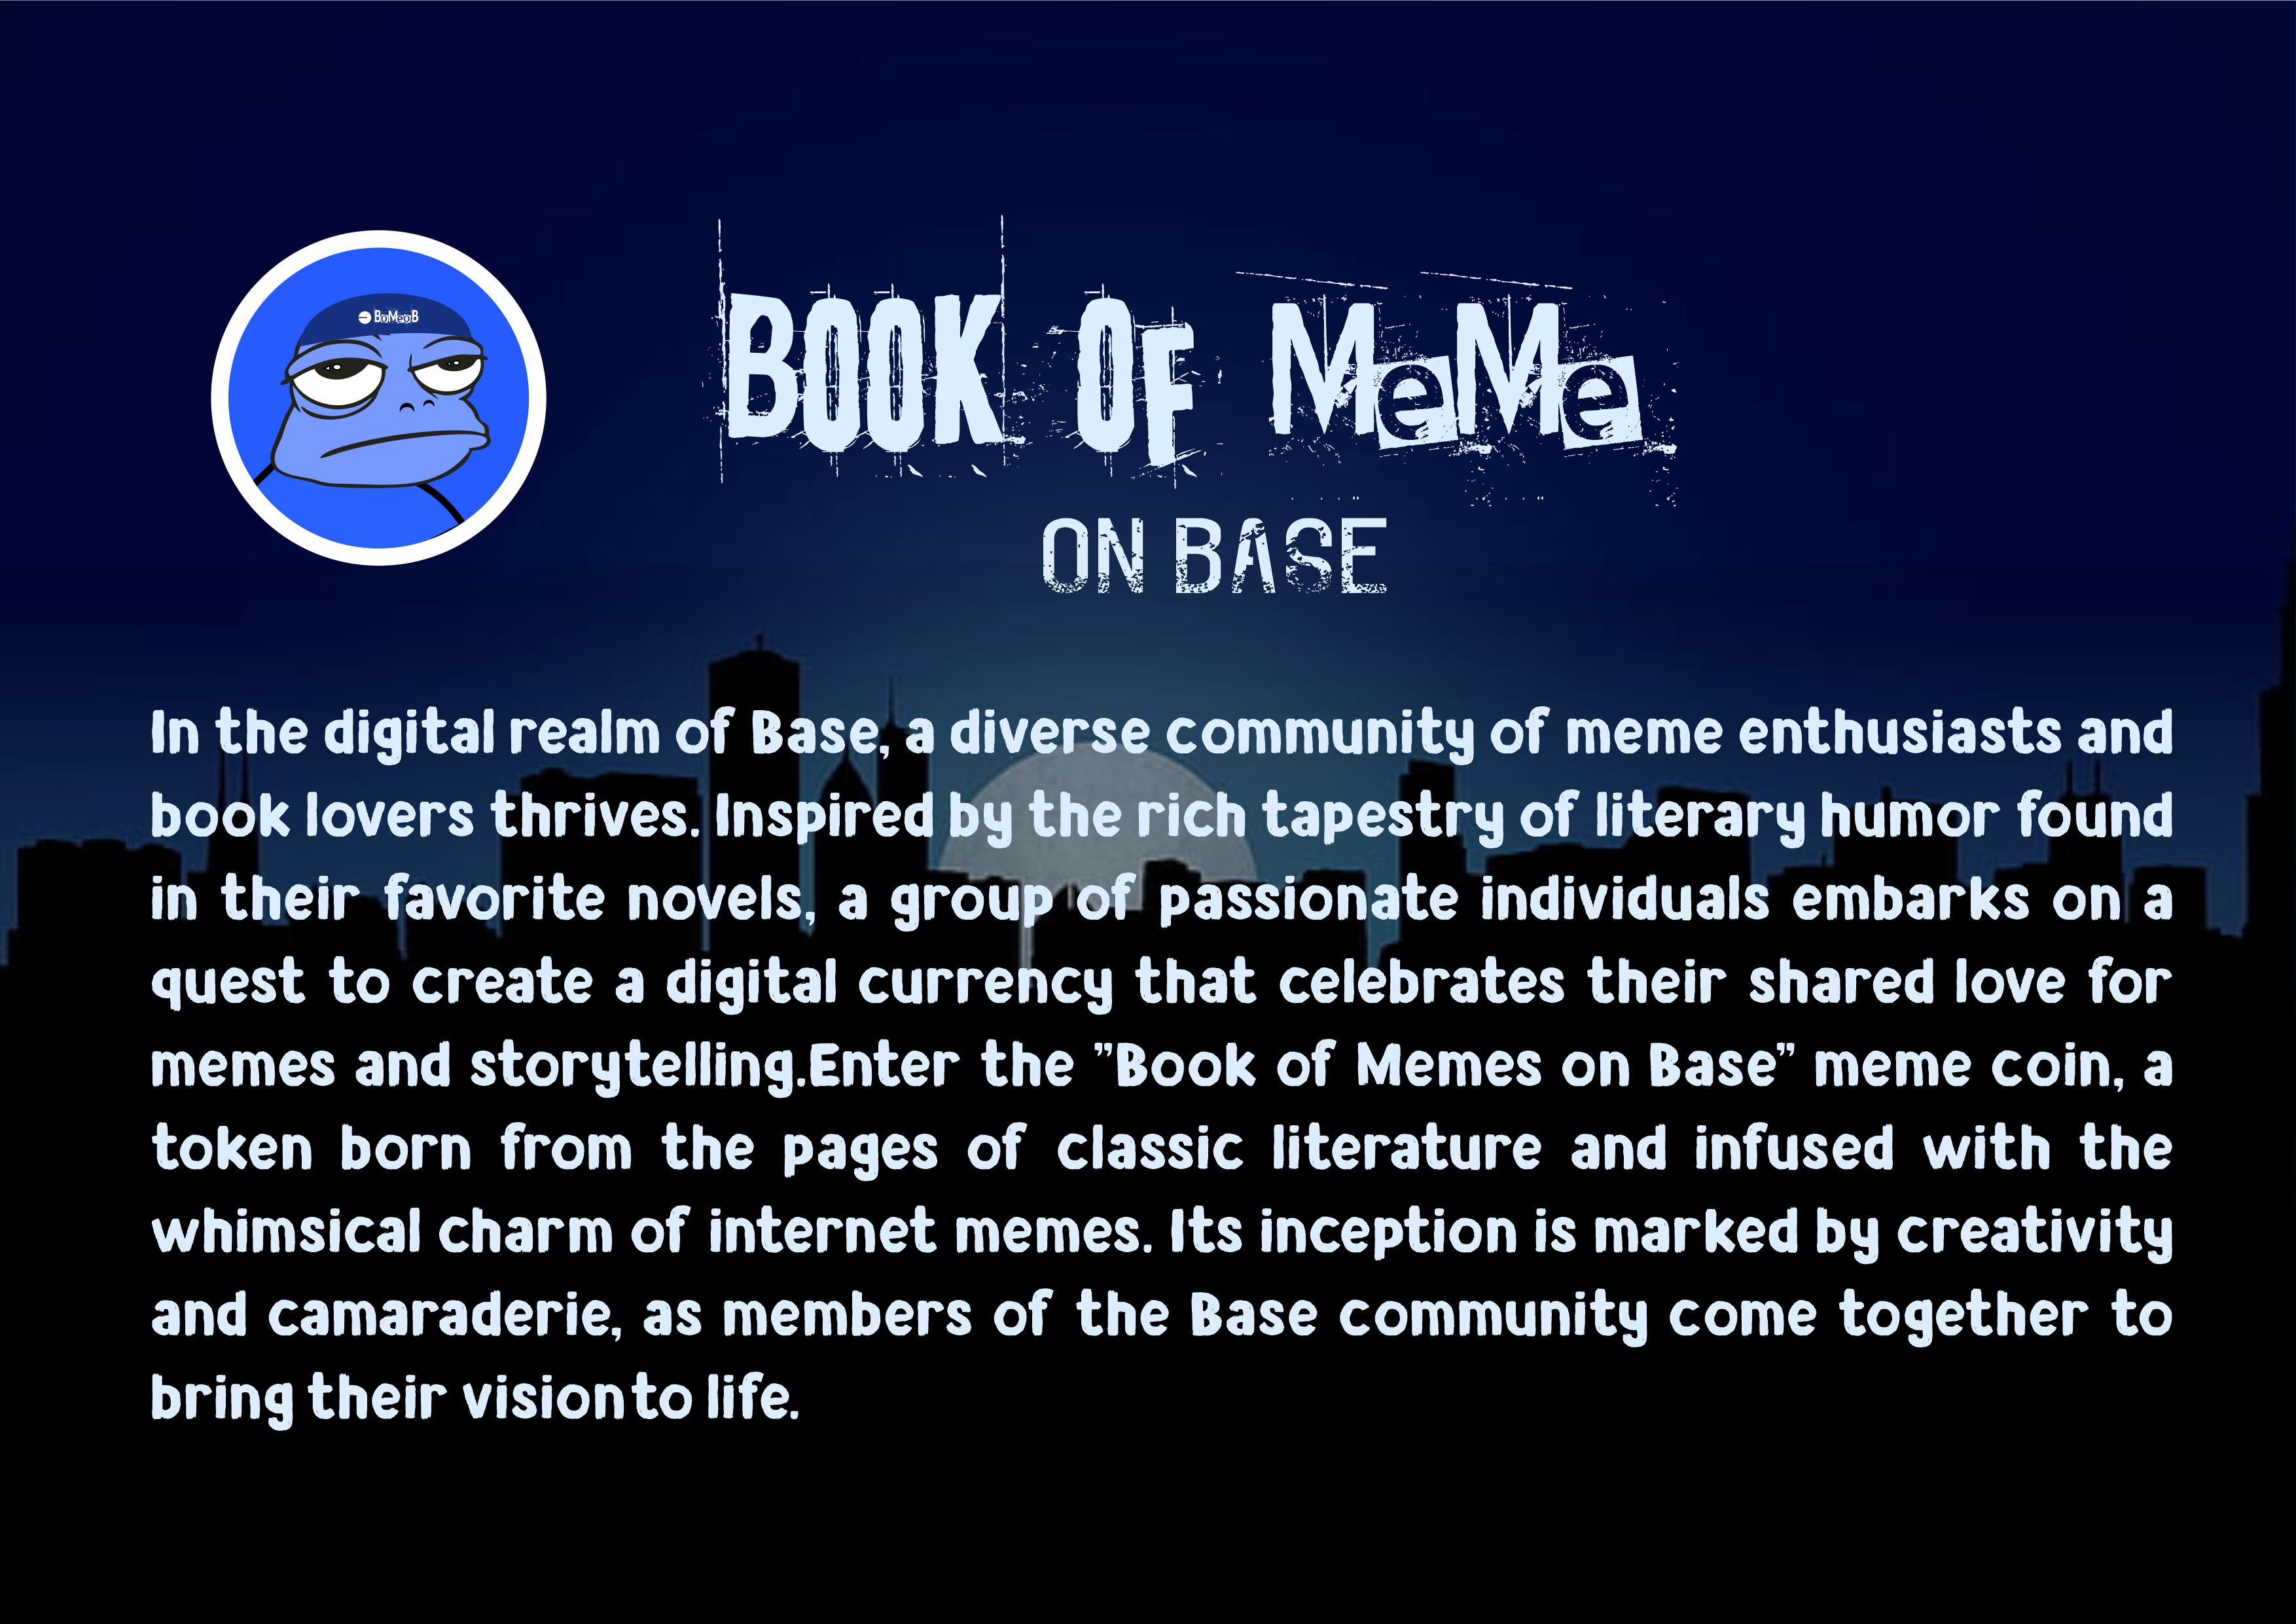 BoMeoB
BOOK OF MeMe
ON BASE
In the digital realm of Base, a diverse community of meme enthusiasts and
book lovers thrives. Inspired by the rich tapestry of literary humor found
in their favorite novels, a group of passionate individuals embarks on a
quest to create a digital currency that celebrates their shared love for
memes and storytelling.Enter the "Book of Memes on Base" meme coin, a
token born from the pages of classic literature and infused with the
whimsical charm of internet memes. Its inception is marked by creativity
and camaraderie, as members of the Base community come together to
bring their vision to life.